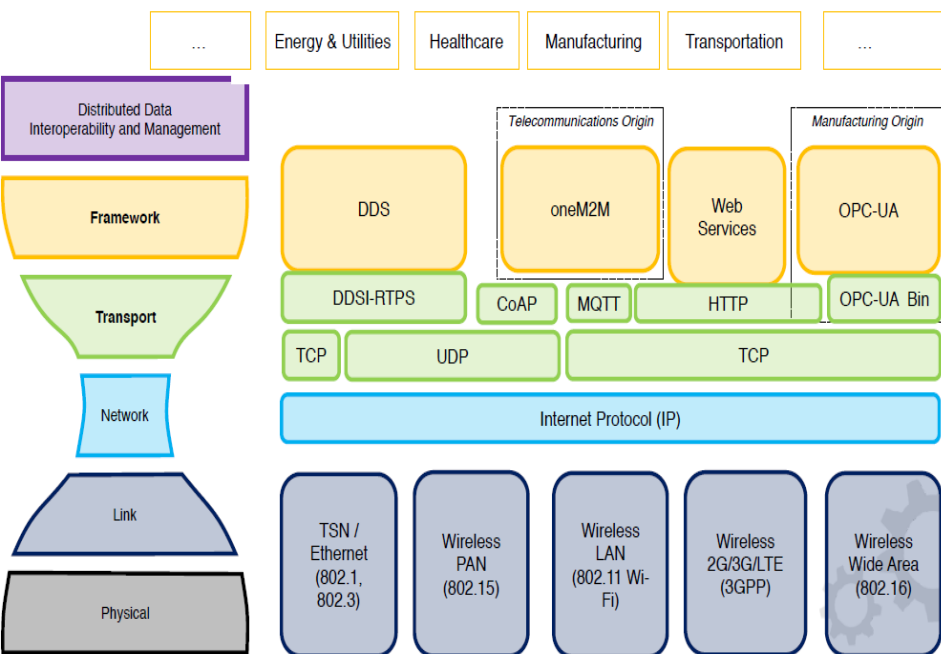 ...
Energy & Utilities
Healthcare
Manufacturing
Transportation
...
Distributed Data
Interoperability and Management
Telecommunications Origin
Manufacturing Origin
Framework
DDS
oneM2M
Web
Services
OPC-UA
Transport
DDSI-RTPS
CoAP
MQTT
HTTP
OPC-UA Bin
TCP
UDP
TCP
Network
Internet Protocol (IP)
Link
TSN /
Ethernet
(802.1,
802.3)
Wireless
PAN
(802.15)
Wireless
LAN
(802.11 Wi-
Fi)
Wireless
2G/3G/LTE
(3GPP)
Wireless
Wide Area
(802.16)
Physical